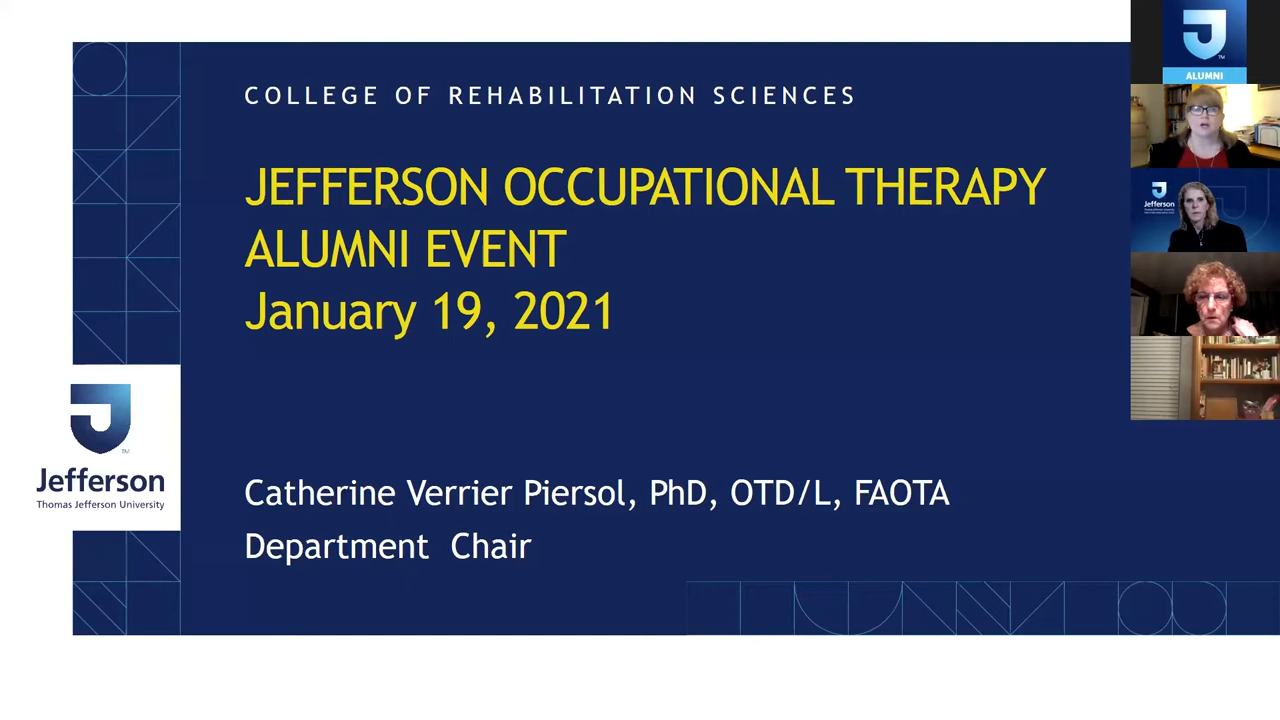 COLLEGE OF REHABILITATION SCIENCES
JEFFERSON OCCUPATIONAL THERAPY
ALUMNI EVENT
January 19, 2021
Jefferson
Thomas Jefferson University
Catherine Verrier Piersol, PhD, OTD/L, FAOTA
Department Chair
ALUMNI
Jefferson